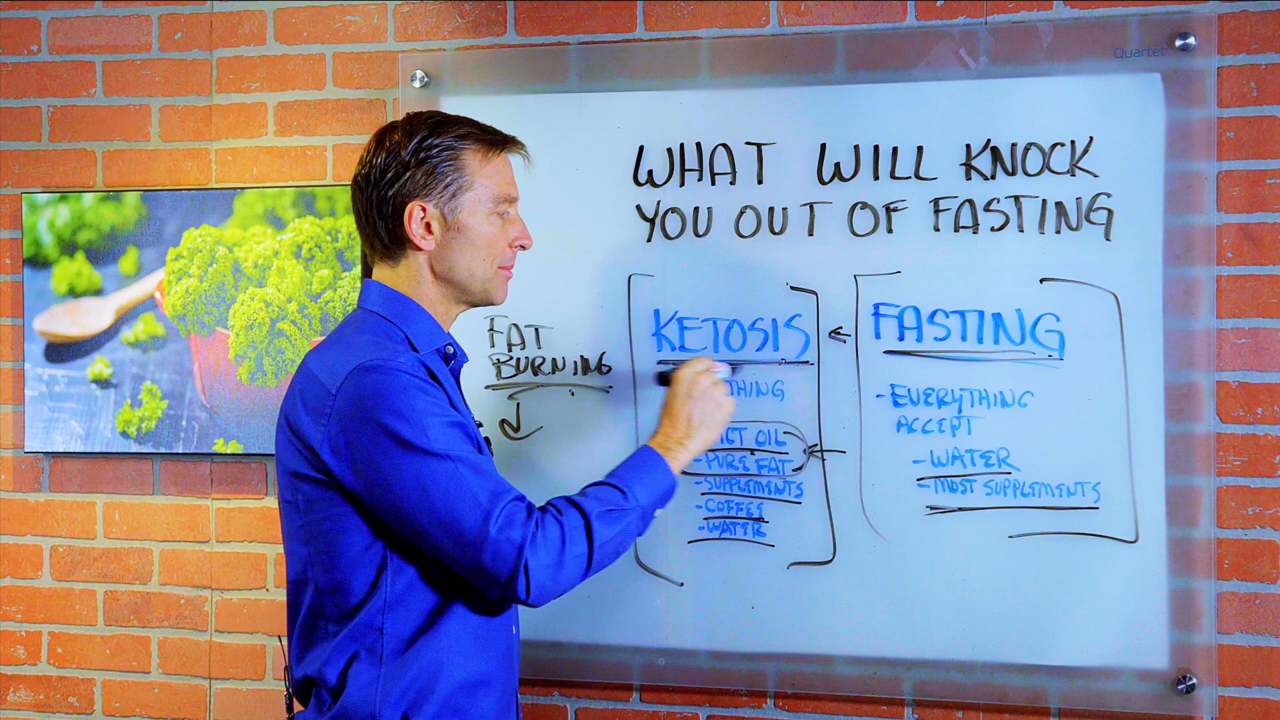 Quartet
WHAT WILL KNOCK
YOU OUT OF FASTING
FAT
BURNING
KETOSIS
THING
MCT OIL
-PURE FAT
-SUPPLEMENTS
-COFFEE
-WATER
FASTING
-EVERYTHING
ACCEPT
-WATER
-MOST SUPPLEMENTS